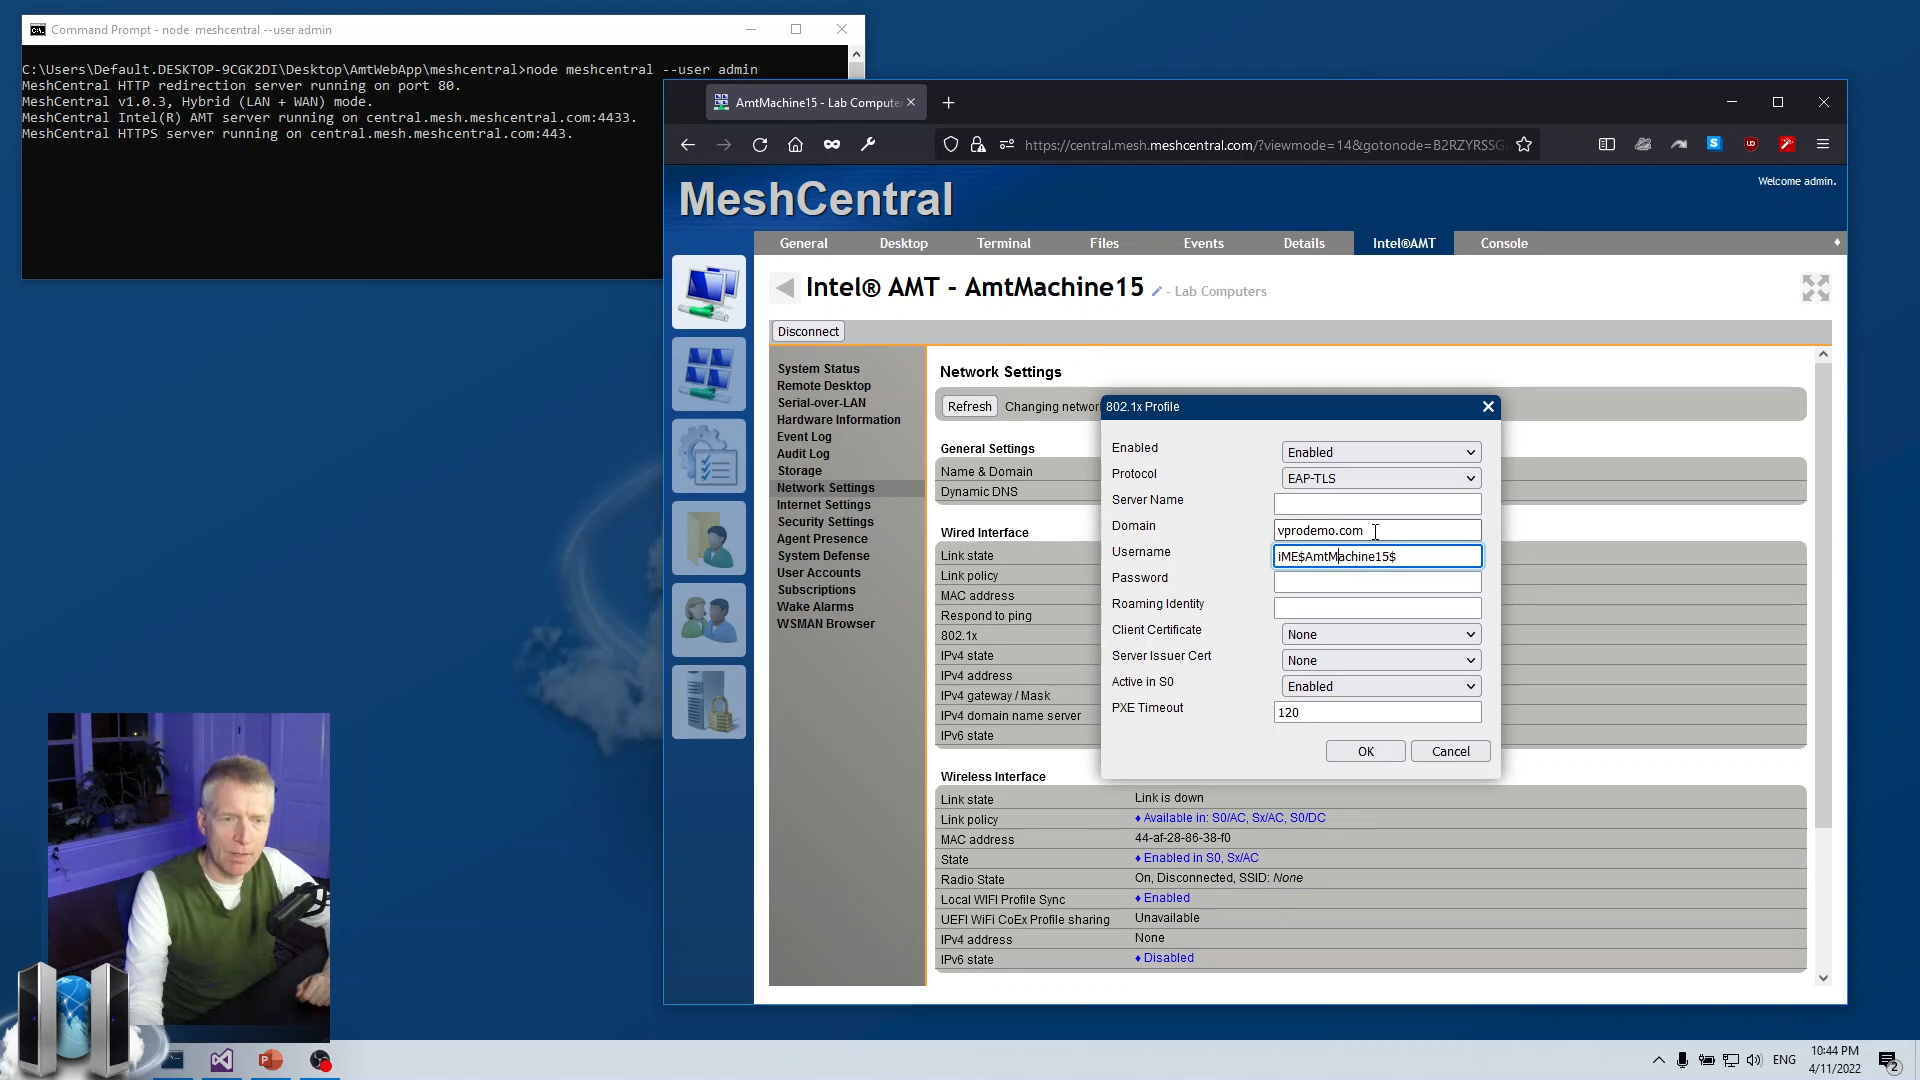 Command Prompt - node meshcentral --user admin
C:\Users\Default.DESKTOP-9CGK2DI\Desktop\AmtWebApp\meshcentral>node meshcentral --user admin
MeshCentral HTTP redirection server running on port 80.
MeshCentral v1.0.3, Hybrid (LAN + WAN) mode.
MeshCentral Intel(R) AMT server running on central.mesh.meshcentral.com:4433.
MeshCentral HTTPS server running on central.mesh.meshcentral.com:443.
AmtMachine15 - Lab Compute
https://central.mesh.meshcentral.com/?viewmode=14&gotonode=B2RZYRSSG
MeshCentral
Welcome admin.
General Desktop Terminal Files Events Details Intel®AMT Console
Intel® AMT - AmtMachine15 - Lab Computers
Disconnect
System Status
Remote Desktop
Serial-over-LAN
Hardware Information
Event Log
Audit Log
Storage
Network Settings
Internet Settings
Security Settings
Agent Presence
System Defense
User Accounts
Subscriptions
Wake Alarms
WSMAN Browser
Network Settings
Refresh Changing networ
General Settings
Name & Domain
Dynamic DNS
Wired Interface
Link state
Link policy
MAC address
Respond to ping
802.1x
IPv4 state
IPv4 address
IPv4 gateway / Mask
IPv4 domain name server
IPv6 state
Wireless Interface
Link state Link is down
Link policy Available in: S0/AC, Sx/AC, S0/DC
MAC address 44-af-28-86-38-f0
State Enabled in S0, Sx/AC
Radio State On, Disconnected, SSID: None
Local WIFI Profile Sync Enabled
UEFI WiFi CoEx Profile sharing Unavailable
IPv4 address None
IPv6 state Disabled
802.1x Profile
Enabled Enabled
Protocol EAP-TLS
Server Name
Domain vprodemo.com
Username iME$AmtMachine15$
Password
Roaming Identity
Client Certificate None
Server Issuer Cert None
Active in S0 Enabled
PXE Timeout 120
OK Cancel
ENG
10:44 PM
4/11/2022
2